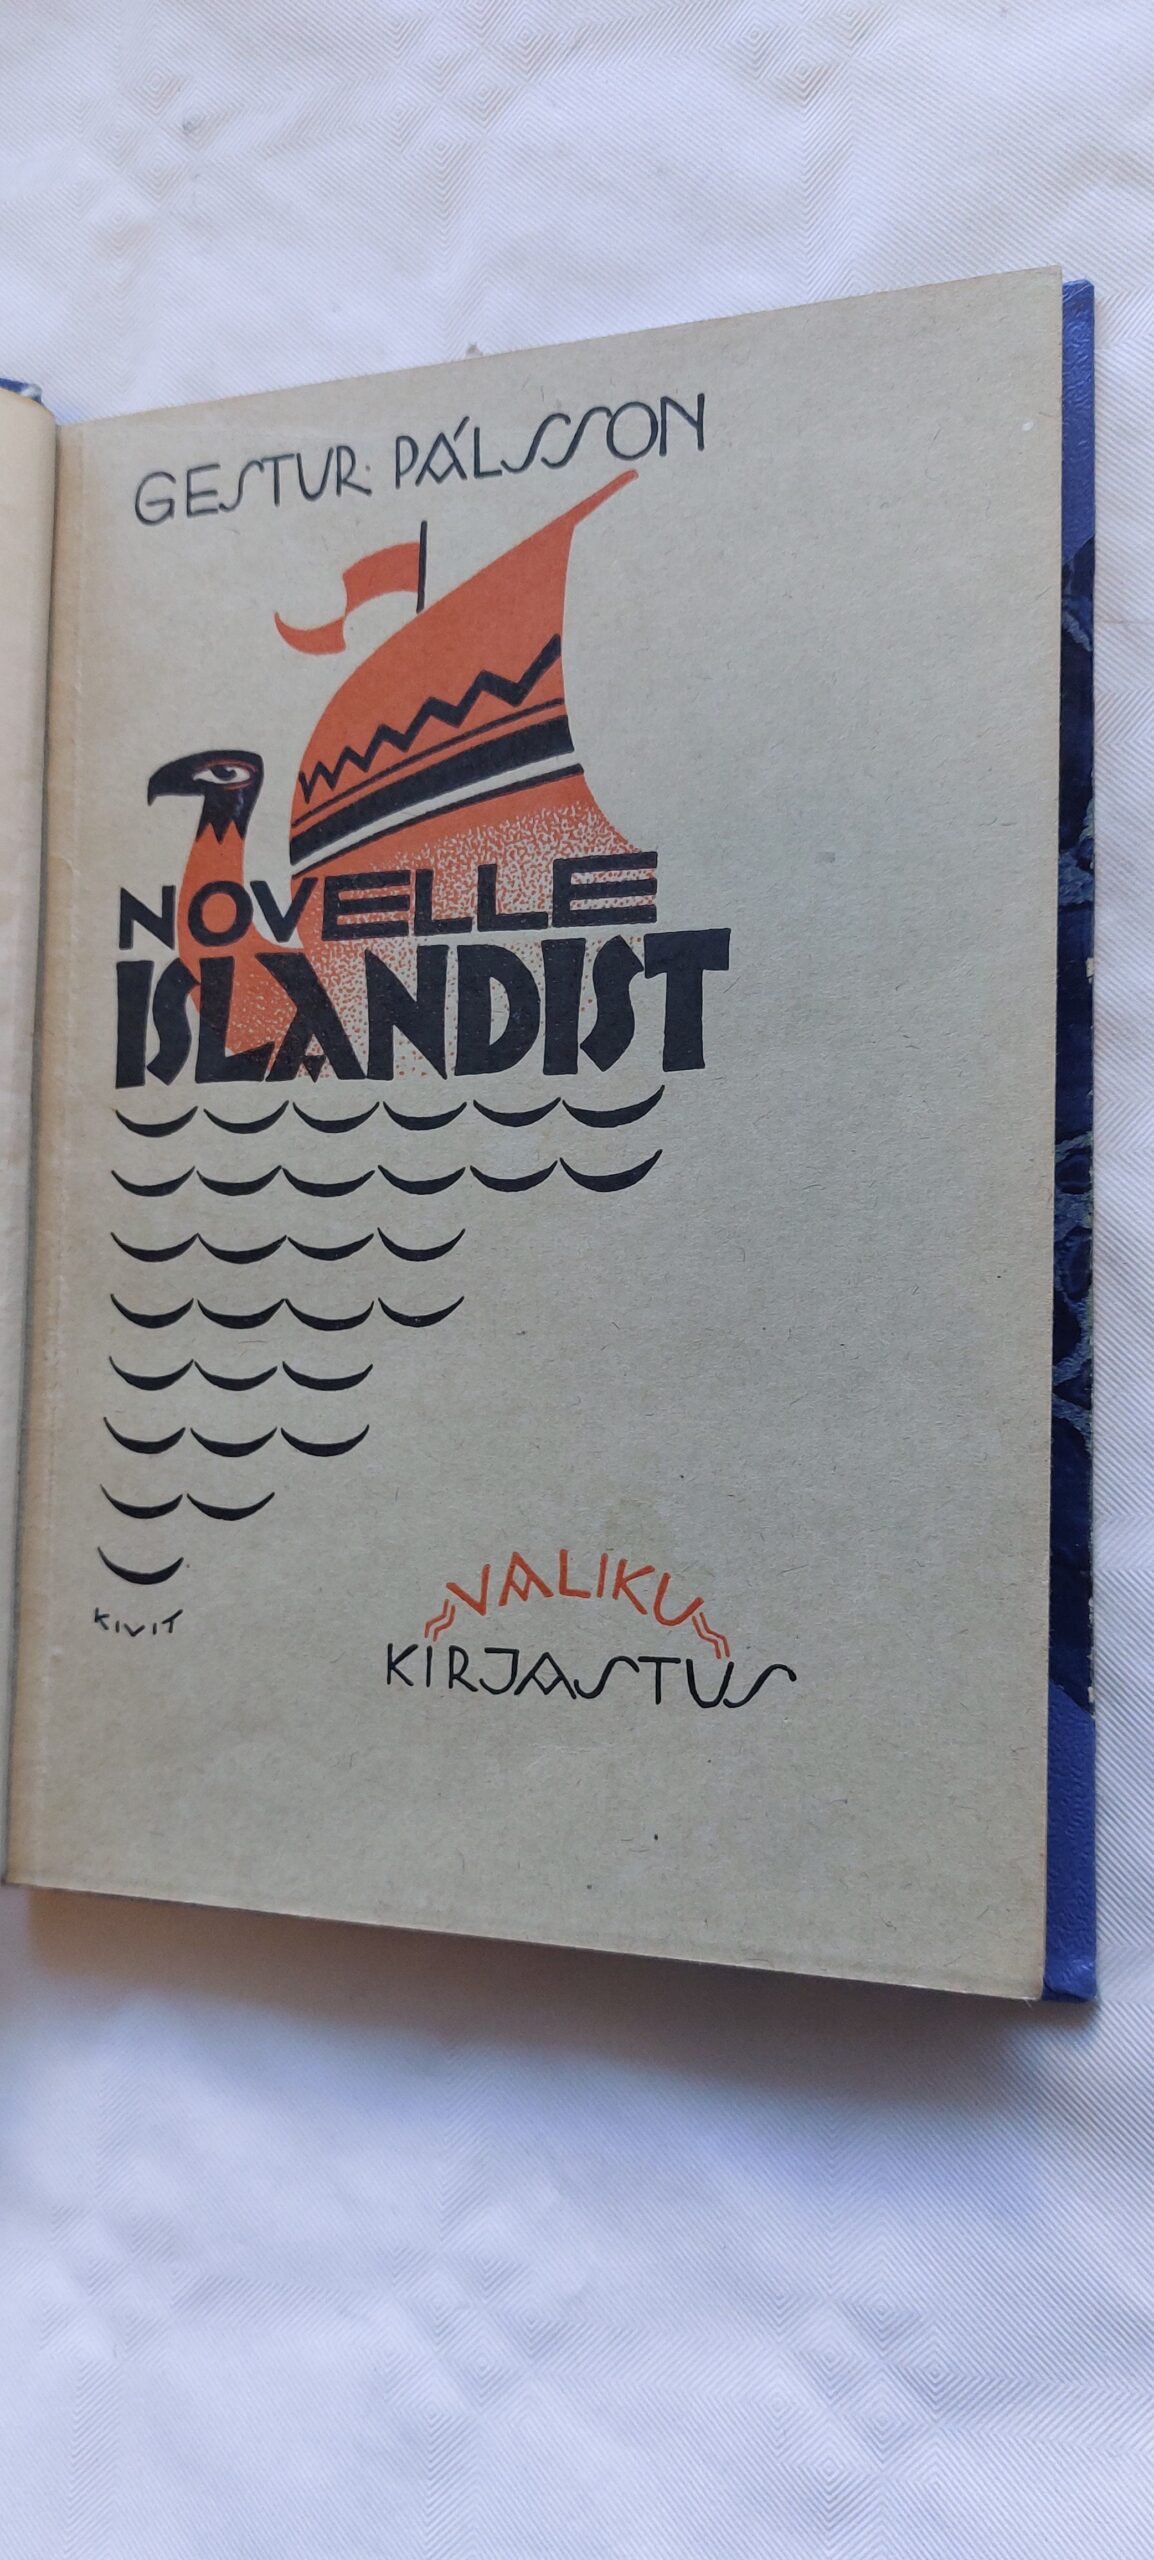 GESTUR PÁLSSON
NOVELLE
ISLANDIST
KIVIT
VALIKU
KIRJASTUS